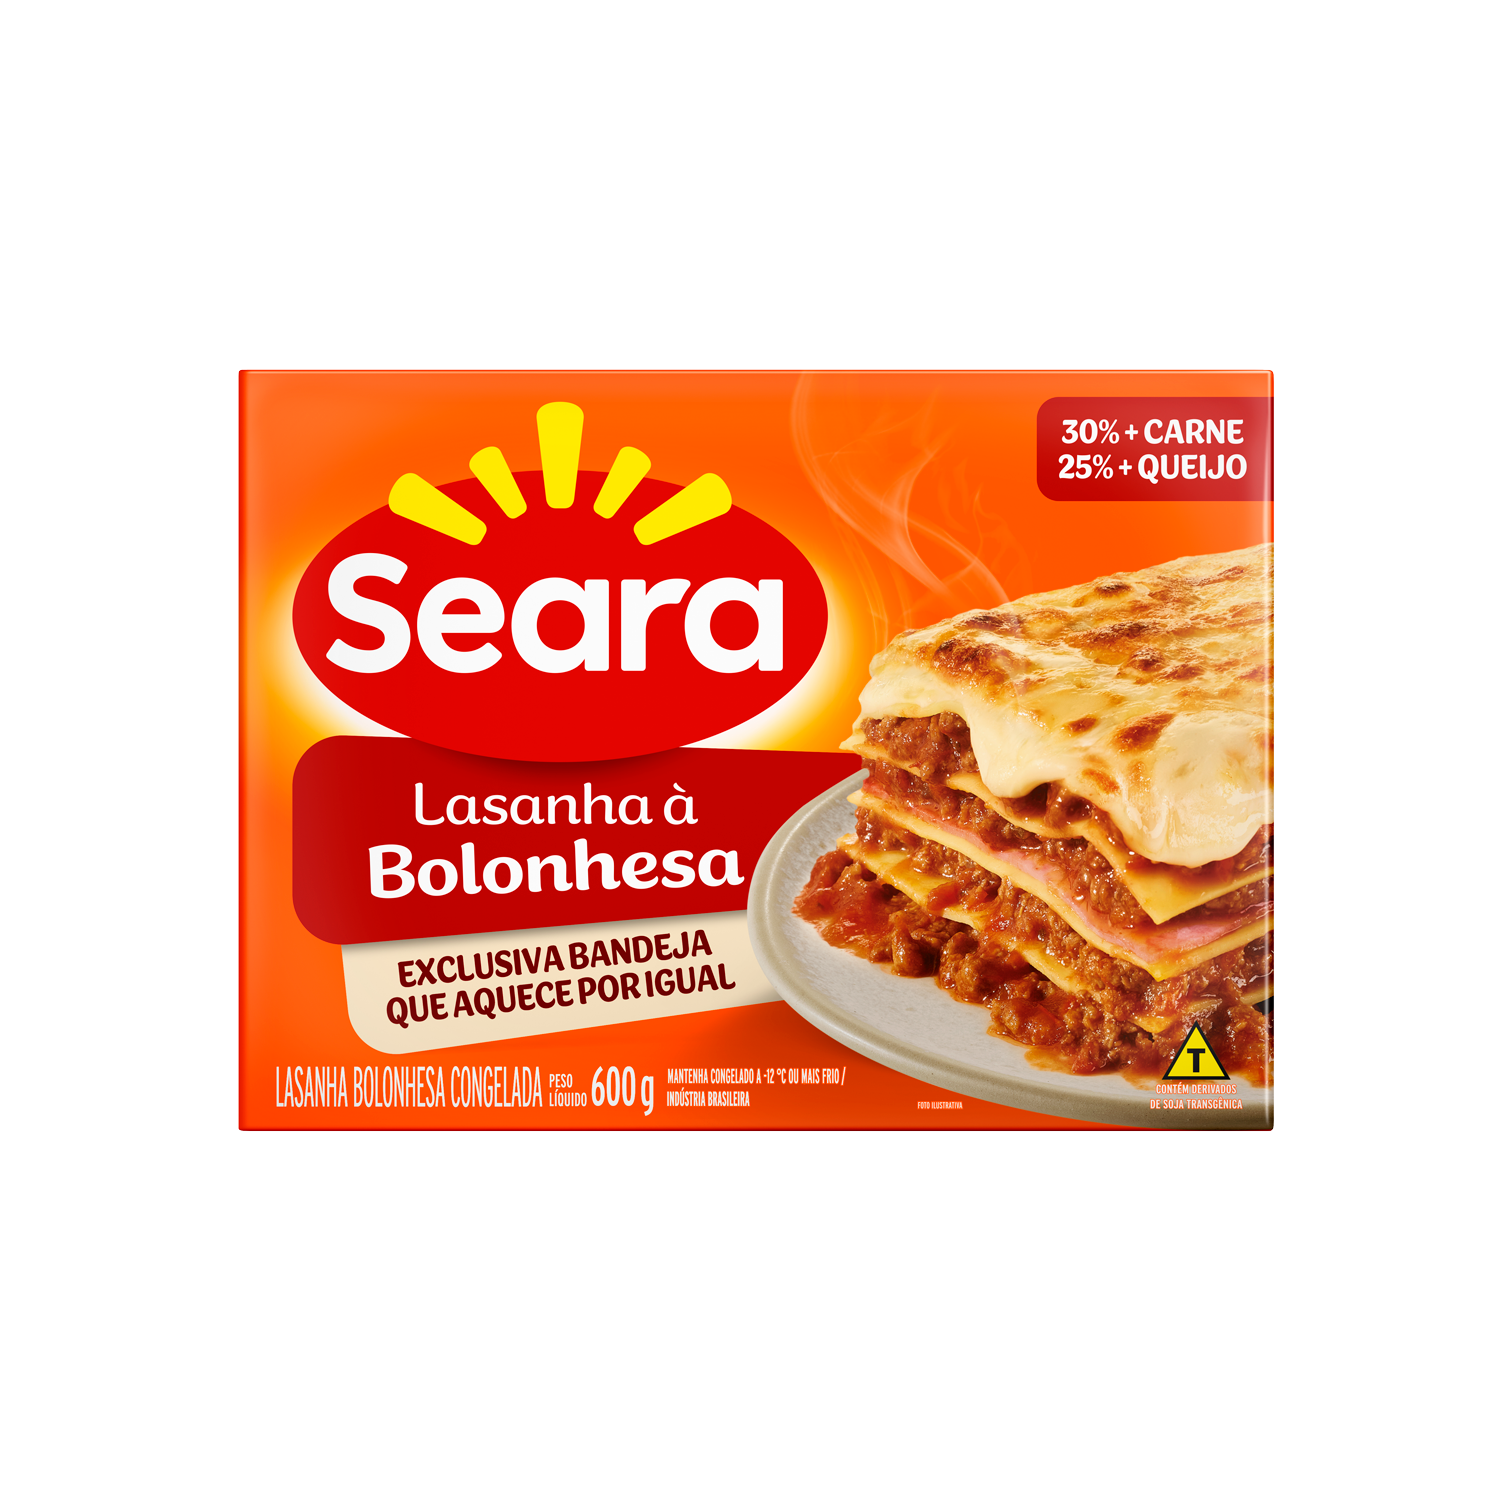 Seara
30% + CARNE
25% + QUEIJO
Lasanha à
Bolonhesa
EXCLUSIVA BANDEJA
QUE AQUECE POR IGUAL
LASANHA BOLONHESA CONGELADA PESO LÍQUIDO 600 g
MANTENHA CONGELADO A -12 °C OU MAIS FRIO /
INDÚSTRIA BRASILEIRA
FOTO ILUSTRATIVA
T
CONTÉM DERIVADOS
DE SOJA TRANSGÊNICA